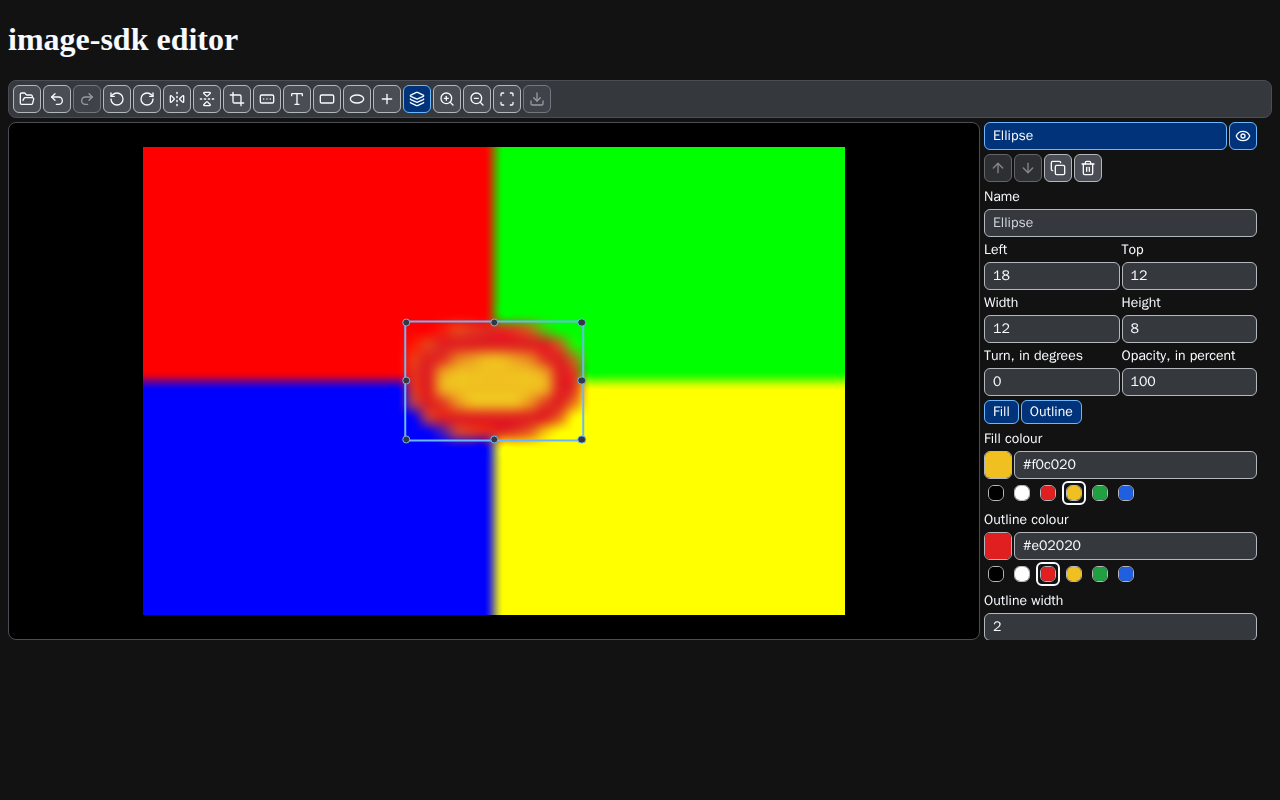 image-sdk editor
Ellipse
Name
Ellipse
Left Top
18 12
Width Height
12 8
Turn, in degrees Opacity, in percent
0 100
Fill Outline
Fill colour
#f0c020
Outline colour
#e02020
Outline width
2